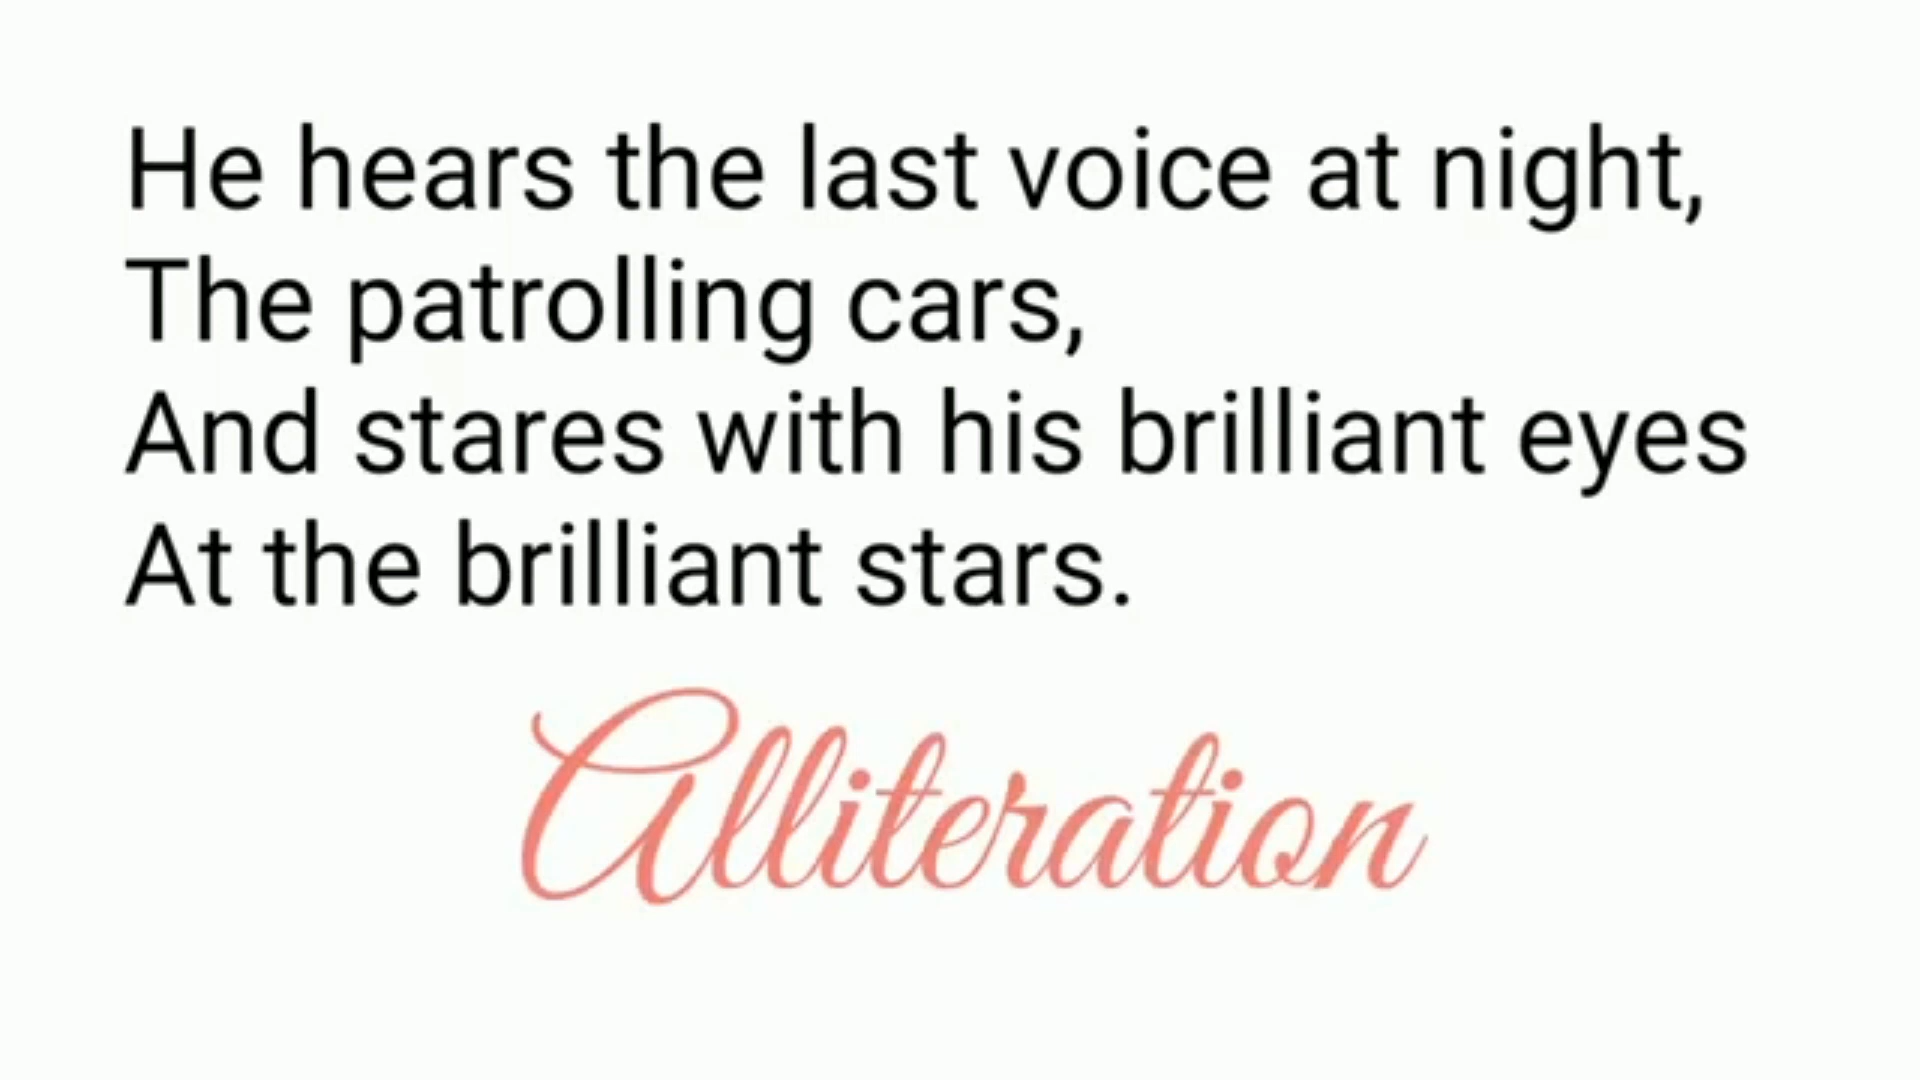 He hears the last voice at night,
The patrolling cars,
And stares with his brilliant eyes
At the brilliant stars.
Alliteration